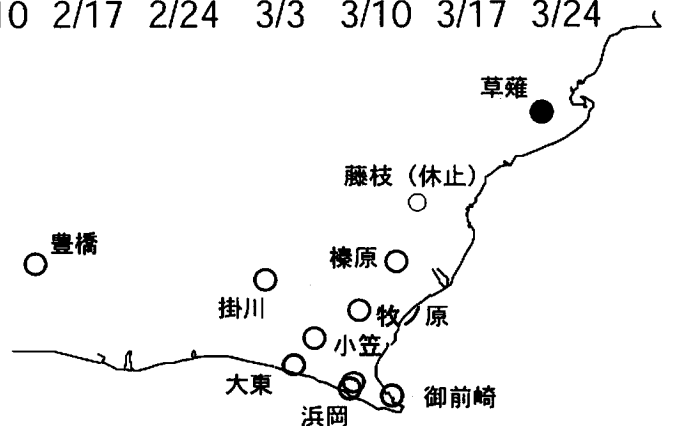 10 2/17 2/24 3/3 3/10 3/17 3/24
草薙
藤枝（休止）
豊橋
榛原
掛川
牧ノ原
小笠
大東
御前崎
浜岡